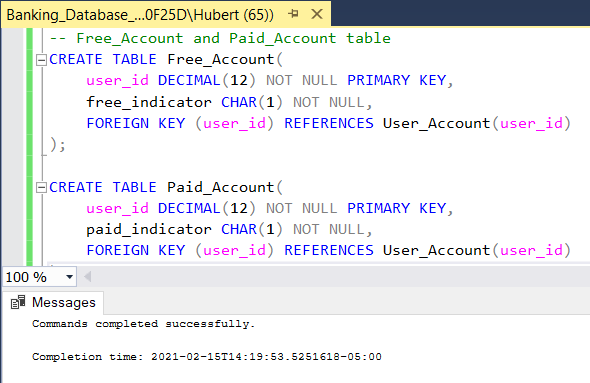 Banking_Database_...0F25D\Hubert (65))
-- Free_Account and Paid_Account table
CREATE TABLE Free_Account(
user_id DECIMAL(12) NOT NULL PRIMARY KEY,
free_indicator CHAR(1) NOT NULL,
FOREIGN KEY (user_id) REFERENCES User_Account(user_id)
);
CREATE TABLE Paid_Account(
user_id DECIMAL(12) NOT NULL PRIMARY KEY,
paid_indicator CHAR(1) NOT NULL,
FOREIGN KEY (user_id) REFERENCES User_Account(user_id)
100 %
Messages
Commands completed successfully.
Completion time: 2021-02-15T14:19:53.5251618-05:00